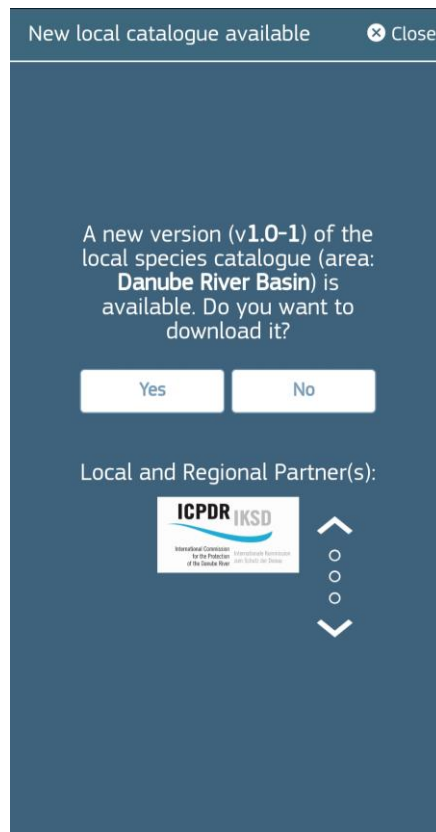 New local catalogue available
Close
A new version (v1.0-1) of the
local species catalogue (area:
Danube River Basin) is
available. Do you want to
download it?
Yes
No
Local and Regional Partner(s):
ICPDR IKSD
International Commission
for the Protection
of the Danube River
Internationale Kommission
zum Schutz der Donau